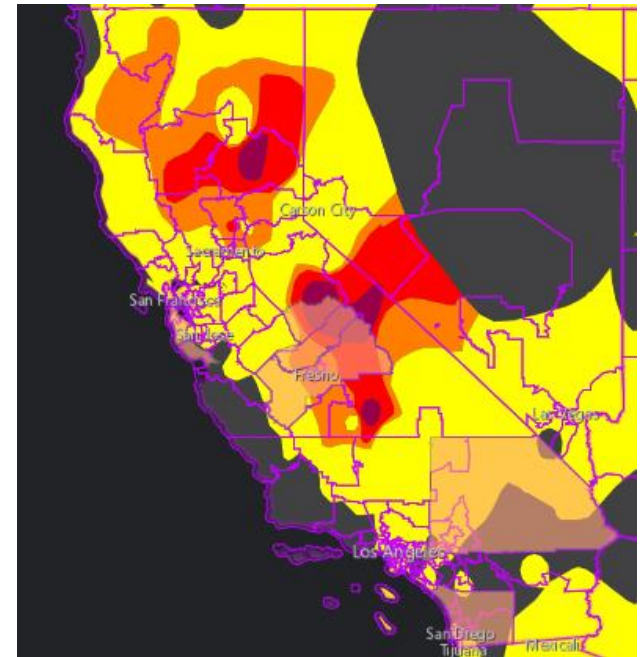 Carson City
Sacramento
San Francisco
San Jose
Fresno
Las Vegas
Los Angeles
San Diego
Tijuana
Mexicali